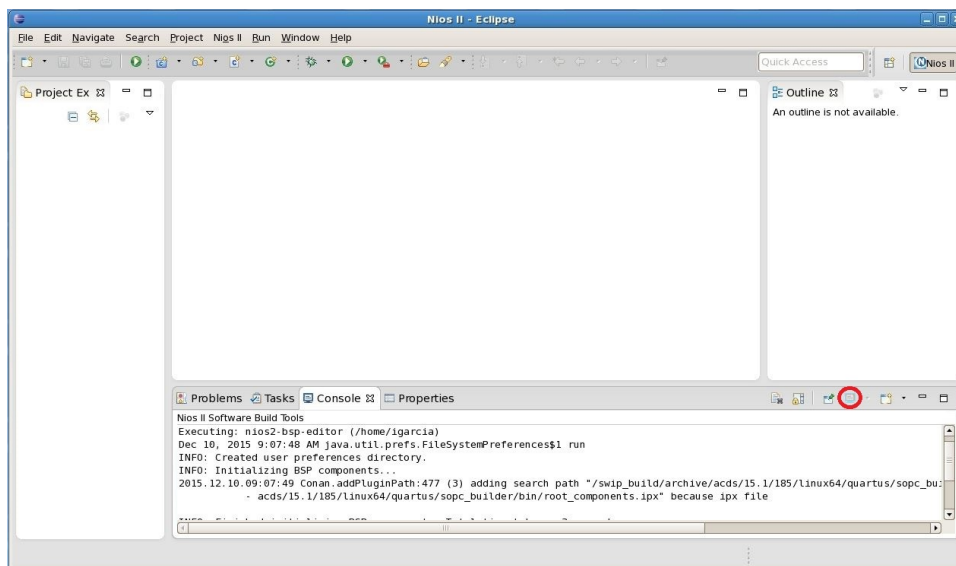 Nios II - Eclipse
File Edit Navigate Search Project Nios II Run Window Help
Quick Access
Nios II
Project Ex
Outline
An outline is not available.
Problems Tasks Console Properties
Nios II Software Build Tools
Executing: nios2-bsp-editor (/home/igarcia)
Dec 10, 2015 9:07:48 AM java.util.prefs.FileSystemPreferences$1 run
INFO: Created user preferences directory.
INFO: Initializing BSP components...
2015.12.10.09:07:49 Conan.addPluginPath:477 (3) adding search path "/swip_build/archive/acds/15.1/185/linux64/quartus/sopc_bu
- acds/15.1/185/linux64/quartus/sopc_builder/bin/root_components.ipx" because ipx file